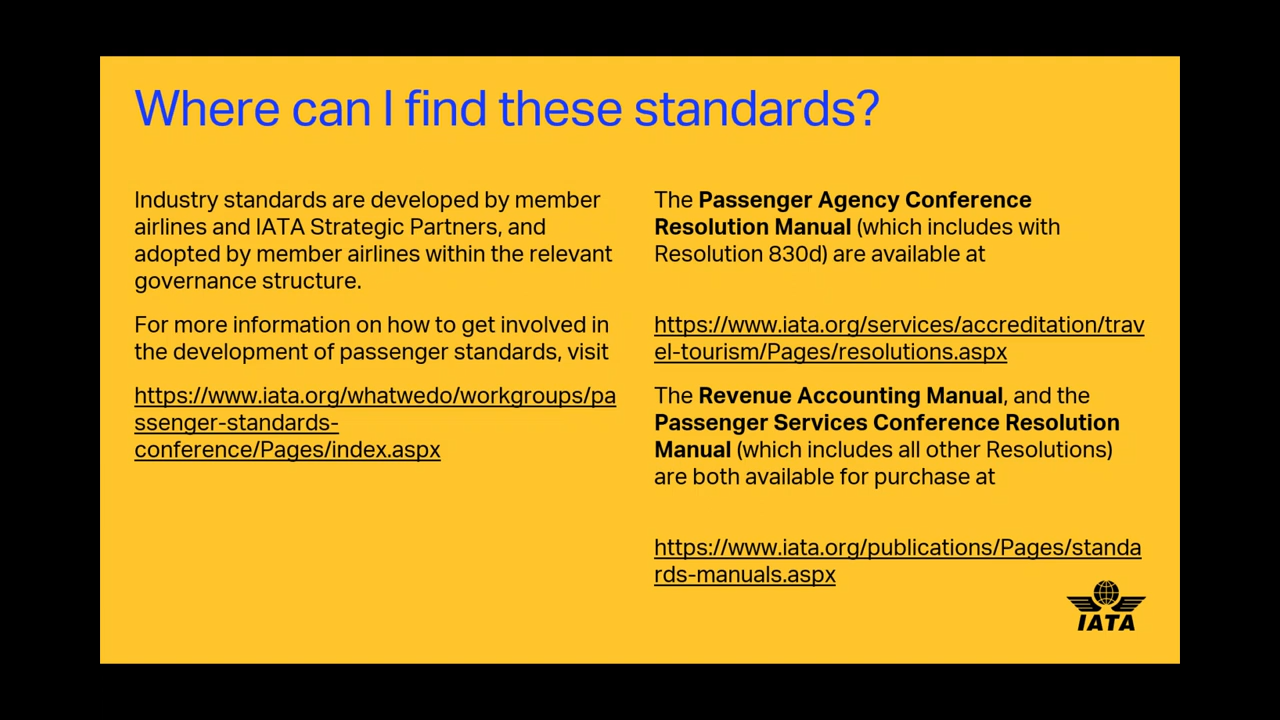 Where can I find these standards?
Industry standards are developed by member
airlines and IATA Strategic Partners, and
adopted by member airlines within the relevant
governance structure.
For more information on how to get involved in
the development of passenger standards, visit
https://www.iata.org/whatwedo/workgroups/pa
ssenger-standards-
conference/Pages/index.aspx
The Passenger Agency Conference
Resolution Manual (which includes with
Resolution 830d) are available at
https://www.iata.org/services/accreditation/trav
el-tourism/Pages/resolutions.aspx
The Revenue Accounting Manual, and the
Passenger Services Conference Resolution
Manual (which includes all other Resolutions)
are both available for purchase at
https://www.iata.org/publications/Pages/standa
rds-manuals.aspx
IATA